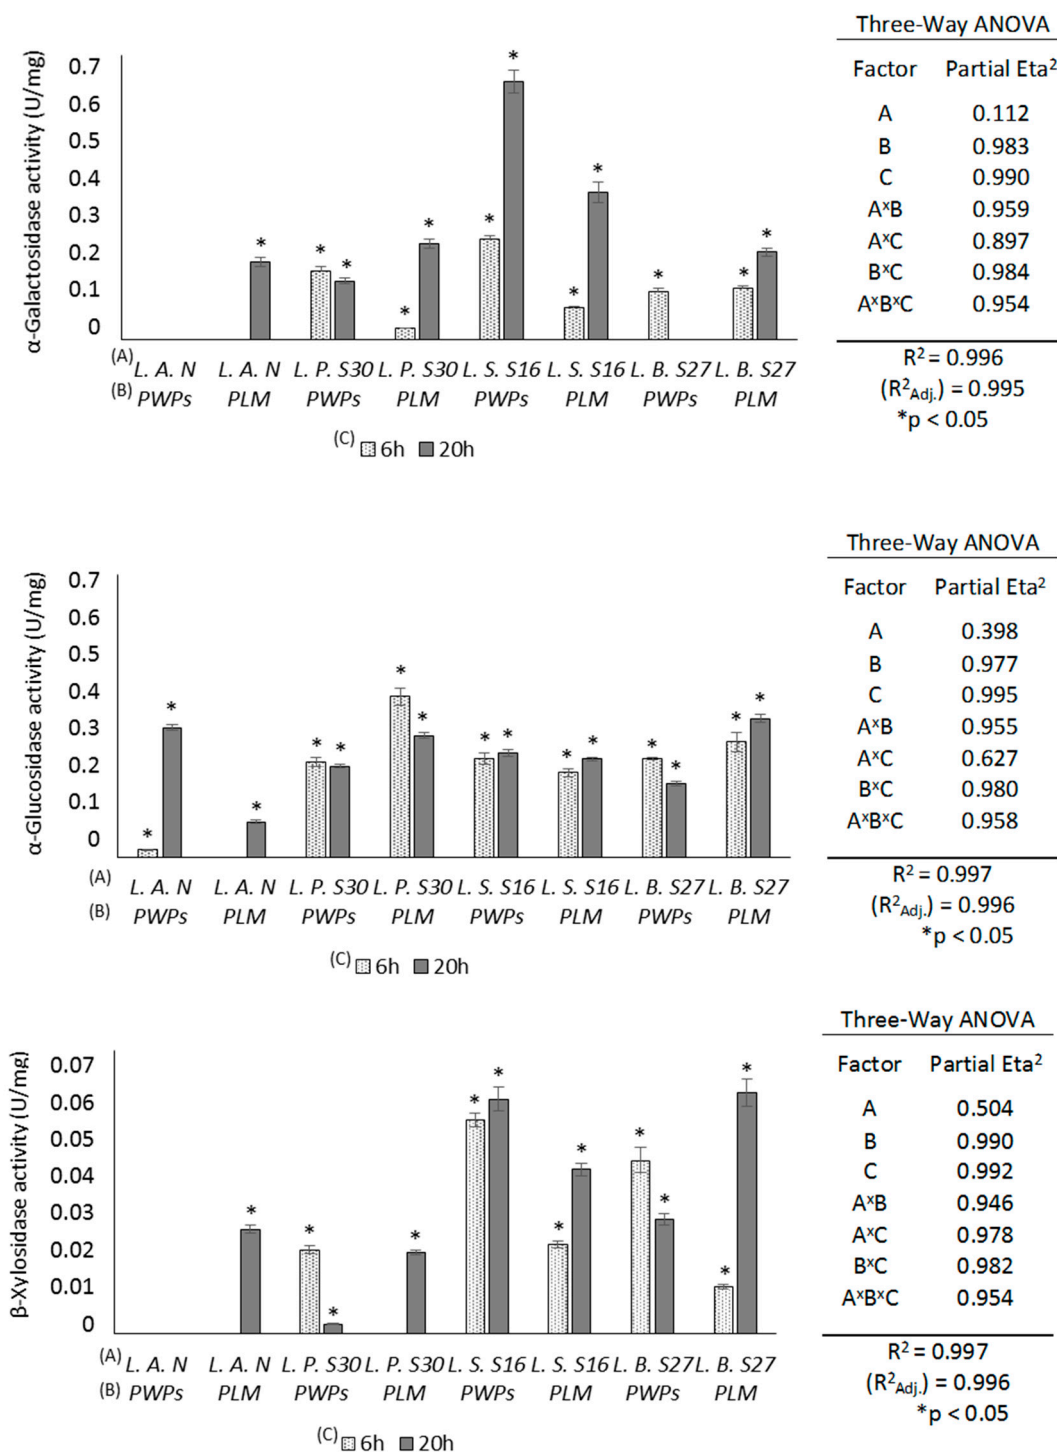 Three-Way ANOVA
Factor Partial Eta²
A 0.112
B 0.983
C 0.990
AˣB 0.959
AˣC 0.897
BˣC 0.984
AˣBˣC 0.954
R² = 0.996
(R²Adj.) = 0.995
*p < 0.05
α-Galactosidase activity (U/mg)
0.7
0.6
0.5
0.4
0.3
0.2
0.1
0
* * * * * * * * * * * *
(A) L. A. N L. A. N L. P. S30 L. P. S30 L. S. S16 L. S. S16 L. B. S27 L. B. S27
(B) PWPs PLM PWPs PLM PWPs PLM PWPs PLM
(C) 6h 20h
Three-Way ANOVA
Factor Partial Eta²
A 0.398
B 0.977
C 0.995
AˣB 0.955
AˣC 0.627
BˣC 0.980
AˣBˣC 0.958
R² = 0.997
(R²Adj.) = 0.996
*p < 0.05
α-Glucosidase activity (U/mg)
0.7
0.6
0.5
0.4
0.3
0.2
0.1
0
* * * * * * * * * * * * * * *
(A) L. A. N L. A. N L. P. S30 L. P. S30 L. S. S16 L. S. S16 L. B. S27 L. B. S27
(B) PWPs PLM PWPs PLM PWPs PLM PWPs PLM
(C) 6h 20h
Three-Way ANOVA
Factor Partial Eta²
A 0.504
B 0.990
C 0.992
AˣB 0.946
AˣC 0.978
BˣC 0.982
AˣBˣC 0.954
R² = 0.997
(R²Adj.) = 0.996
*p < 0.05
β-Xylosidase activity (U/mg)
0.07
0.06
0.05
0.04
0.03
0.02
0.01
0
* * * * * * * * * * * *
(A) L. A. N L. A. N L. P. S30 L. P. S30 L. S. S16 L. S. S16 L. B. S27 L. B. S27
(B) PWPs PLM PWPs PLM PWPs PLM PWPs PLM
(C) 6h 20h